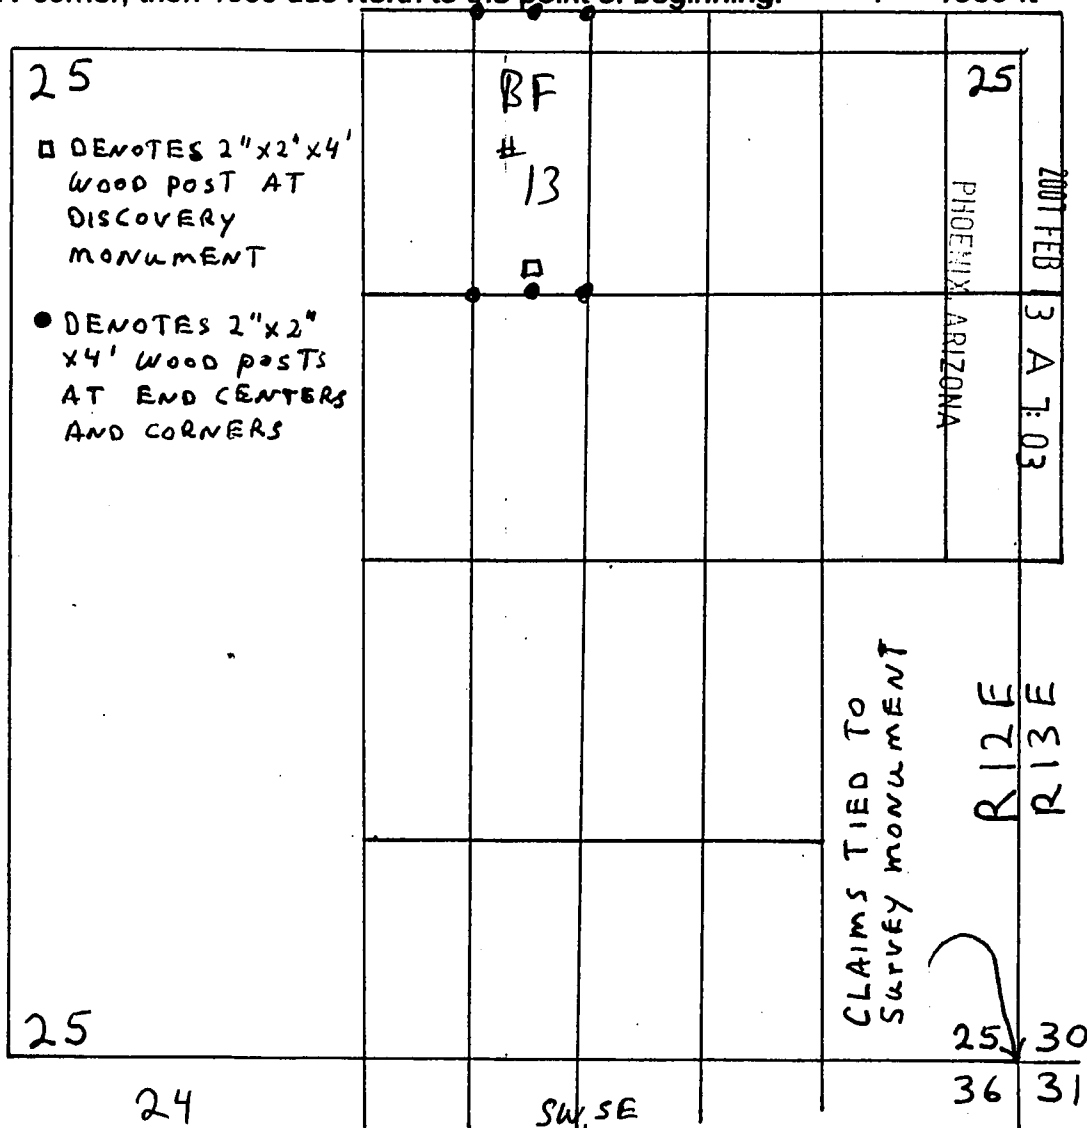 corner, then 1500 due North to the point of beginning.
25
□ DENOTES 2"x2"x4'
WOOD POST AT
DISCOVERY
MONUMENT
● DENOTES 2"x2"
x4' WOOD POSTS
AT END CENTERS
AND CORNERS
BF
#
13
25
2001 FEB 13 A 7:03
PHOENIX, ARIZONA
CLAIMS TIED TO
SURVEY MONUMENT
R12E
R13E
25
25 30
36 31
24
SW, SE